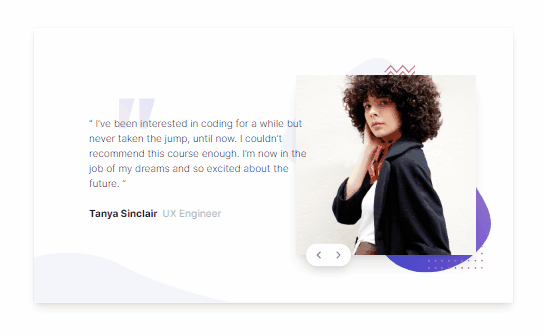 “ I’ve been interested in coding for a while but
never taken the jump, until now. I couldn’t
recommend this course enough. I’m now in the
job of my dreams and so excited about the
future. ”
Tanya Sinclair UX Engineer